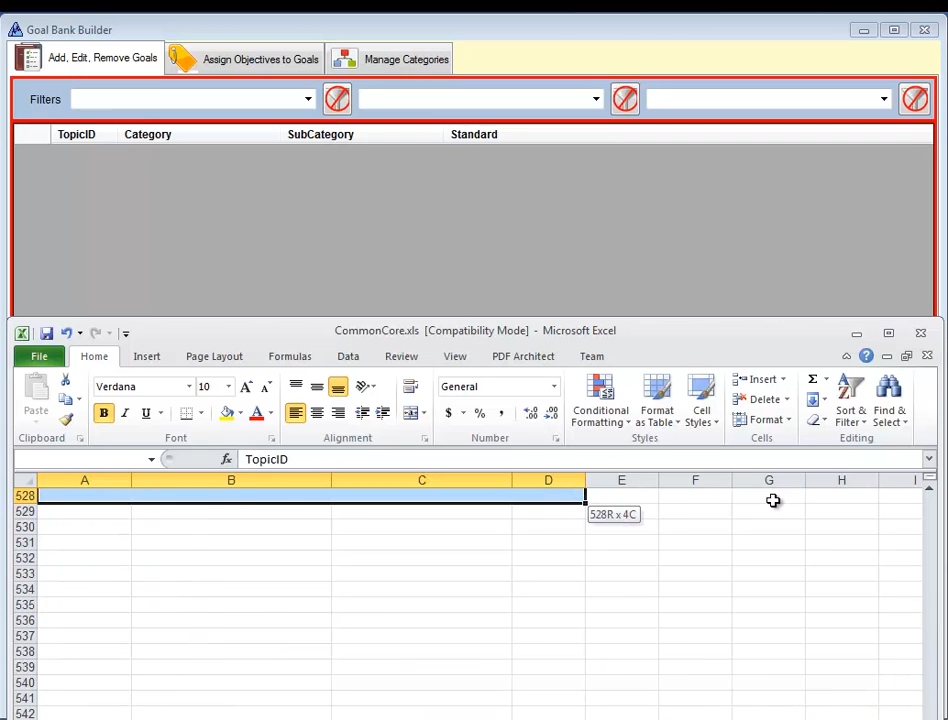 Goal Bank Builder
Add, Edit, Remove Goals Assign Objectives to Goals Manage Categories
Filters
TopicID Category SubCategory Standard
CommonCore.xls [Compatibility Mode] - Microsoft Excel
File Home Insert Page Layout Formulas Data Review View PDF Architect Team
Paste
Verdana 10 A A
B I U A
General
$ % , .00 .0 .00
Conditional Formatting
Format as Table
Cell Styles
Insert
Delete
Format
Σ
Sort & Filter
Find & Select
Clipboard Font Alignment Number Styles Cells Editing
fx TopicID
A B C D E F G H I
528
528R x 4C
529
530
531
532
533
534
535
536
537
538
539
540
541
542